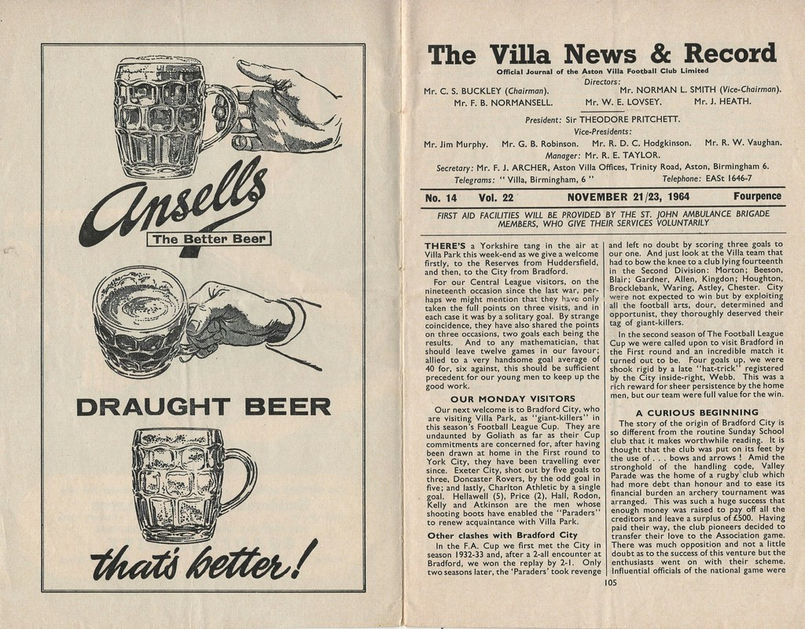 Ansells
The Better Beer
DRAUGHT BEER
that's better!
The Villa News & Record
Official Journal of the Aston Villa Football Club Limited
Directors:
Mr. C. S. BUCKLEY (Chairman). Mr. NORMAN L. SMITH (Vice-Chairman).
Mr. F. B. NORMANSELL. Mr. W. E. LOVSEY. Mr. J. HEATH.
President: Sir THEODORE PRITCHETT.
Vice-Presidents:
Mr. Jim Murphy. Mr. G. B. Robinson. Mr. R. D. C. Hodgkinson. Mr. R. W. Vaughan.
Manager: Mr. R. E. TAYLOR.
Secretary: Mr. F. J. ARCHER, Aston Villa Offices, Trinity Road, Aston, Birmingham 6.
Telegrams: " Villa, Birmingham, 6 " Telephone: EASt 1646-7
No. 14 Vol. 22 NOVEMBER 21/23, 1964 Fourpence
FIRST AID FACILITIES WILL BE PROVIDED BY THE ST. JOHN AMBULANCE BRIGADE
MEMBERS, WHO GIVE THEIR SERVICES VOLUNTARILY
THERE'S a Yorkshire tang in the air at
Villa Park this week-end as we give a welcome
firstly, to the Reserves from Huddersfield,
and then, to the City from Bradford.
For our Central League visitors, on the
nineteenth occasion since the last war, per-
haps we might mention that they have only
taken the full points on three visits, and in
each case it was by a solitary goal. By strange
coincidence, they have also shared the points
on three occasions, two goals each being the
results. And to any mathematician, that
should leave twelve games in our favour;
allied to a very handsome goal average of
40 for, six against, this should be sufficient
precedent for our young men to keep up the
good work.
OUR MONDAY VISITORS
Our next welcome is to Bradford City, who
are visiting Villa Park, as "giant-killers" in
this season's Football League Cup. They are
undaunted by Goliath as far as their Cup
commitments are concerned for, after having
been drawn at home in the First round to
York City, they have been travelling ever
since. Exeter City, shot out by five goals to
three, Doncaster Rovers, by the odd goal in
five; and lastly, Charlton Athletic by a single
goal. Hellawell (5), Price (2), Hall, Rodon,
Kelly and Atkinson are the men whose
shooting boots have enabled the "Paraders"
to renew acquaintance with Villa Park.
Other clashes with Bradford City
In the F.A. Cup we first met the City in
season 1932-33 and, after a 2-all encounter at
Bradford, we won the replay by 2-1. Only
two seasons later, the 'Paraders' took revenge
and left no doubt by scoring three goals to
our one. And just look at the Villa team that
had to bow the knee to a club lying fourteenth
in the Second Division: Morton; Beeson,
Blair; Gardner, Allen, Kingdon; Houghton,
Brocklebank, Waring, Astley, Chester. City
were not expected to win but by exploiting
all the football arts, dour, determined and
opportunist, they thoroughly deserved their
tag of giant-killers.
In the second season of The Football League
Cup we were called upon to visit Bradford in
the First round and an incredible match it
turned out to be. Four goals up, we were
shook rigid by a late "hat-trick" registered
by the City inside-right, Webb. This was a
rich reward for sheer persistence by the home
men, but our team were full value for the win.
A CURIOUS BEGINNING
The story of the origin of Bradford City is
so different from the routine Sunday School
club that it makes worthwhile reading. It is
thought that the club was put on its feet by
the use of . . . bows and arrows ! Amid the
stronghold of the handling code, Valley
Parade was the home of a rugby club which
had more debt than honour and to ease its
financial burden an archery tournament was
arranged. This was such a huge success that
enough money was raised to pay off all the
creditors and leave a surplus of £500. Having
paid their way, the club pioneers decided to
transfer their love to the Association game.
There was much opposition and not a little
doubt as to the success of this venture but the
enthusiasts went on with their scheme.
Influential officials of the national game were
105